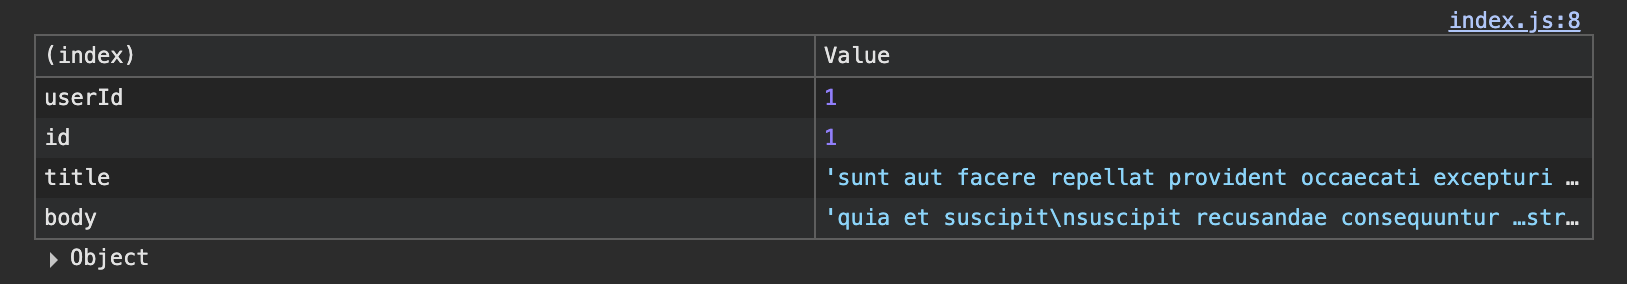 index.js:8
(index) Value
userId 1
id 1
title 'sunt aut facere repellat provident occaecati excepturi …
body 'quia et suscipit\nsuscipit recusandae consequuntur …str…
Object